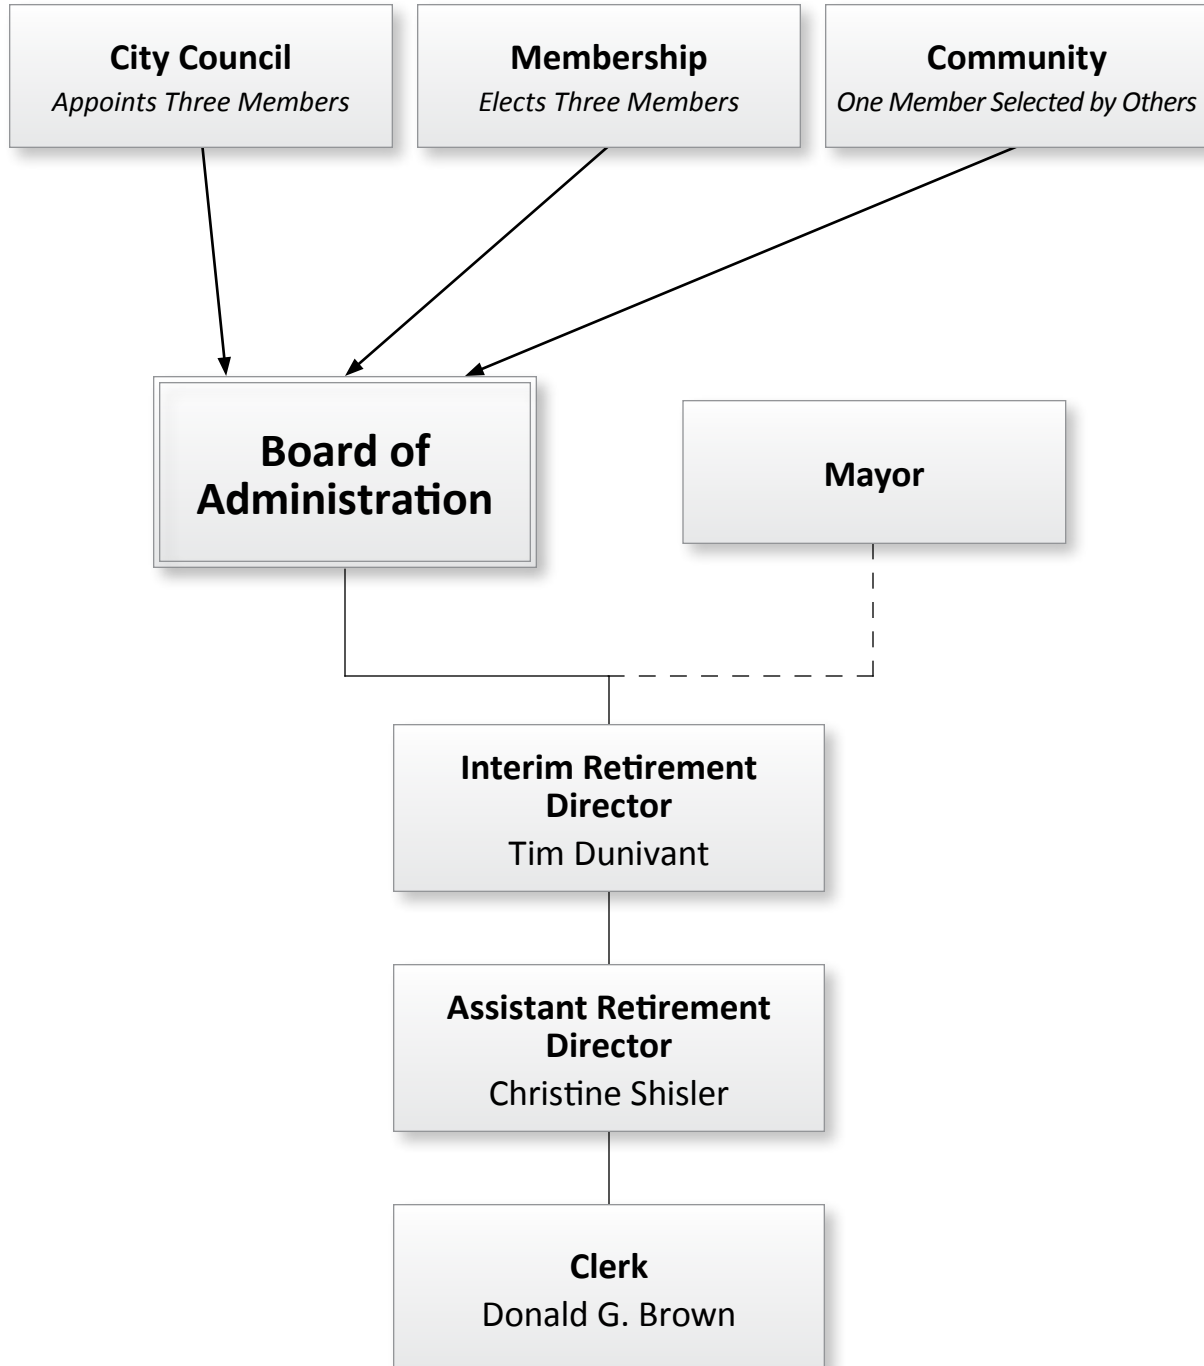 City Council
Appoints Three Members
Membership
Elects Three Members
Community
One Member Selected by Others
Board of
Administration
Mayor
Interim Retirement
Director
Tim Dunivant
Assistant Retirement
Director
Christine Shisler
Clerk
Donald G. Brown